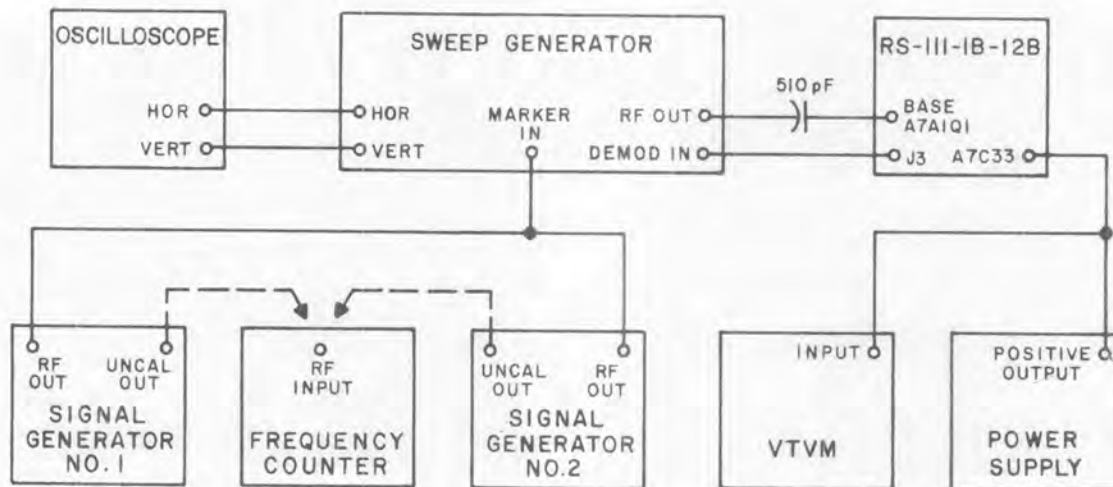 OSCILLOSCOPE
HOR
VERT
SWEEP GENERATOR
HOR
VERT
MARKER
IN
RF OUT
DEMOD IN
510 pF
RS-111-1B-12B
BASE
A7A1Q1
J3
A7C33
RF
OUT
UNCAL
OUT
SIGNAL
GENERATOR
NO. 1
RF
INPUT
FREQUENCY
COUNTER
UNCAL
OUT
RF
OUT
SIGNAL
GENERATOR
NO.2
INPUT
VTVM
POSITIVE
OUTPUT
POWER
SUPPLY